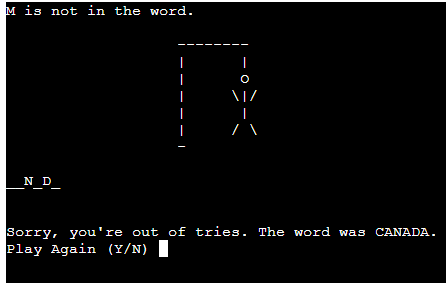 M is not in the word.
__N_D_
Sorry, you're out of tries. The word was CANADA.
Play Again (Y/N)